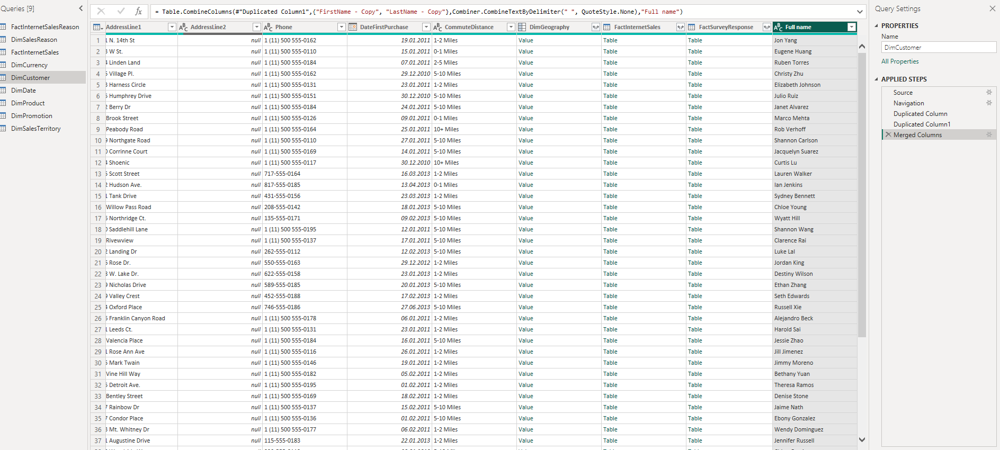 Queries [9]
FactInternetSalesReason
DimSalesReason
FactInternetSales
DimCurrency
DimCustomer
DimDate
DimProduct
DimPromotion
DimSalesTerritory
fx = Table.CombineColumns(#"Duplicated Column1",{"FirstName - Copy", "LastName - Copy"},Combiner.CombineTextByDelimiter(" ", QuoteStyle.None),"Full name")
AddressLine1 ABC AddressLine2 ABC Phone DateFirstPurchase ABC CommuteDistance DimGeography FactInternetSales FactSurveyResponse ABC Full name
1 N. 14th St null 1 (11) 500 555-0162 19.01.2011 1-2 Miles Value Table Table Jon Yang
2 W St. null 1 (11) 500 555-0110 15.01.2011 0-1 Miles Value Table Table Eugene Huang
3 Linden Land null 1 (11) 500 555-0184 07.01.2011 2-5 Miles Value Table Table Ruben Torres
4 Village Pl. null 1 (11) 500 555-0162 29.12.2010 5-10 Miles Value Table Table Christy Zhu
5 Harness Circle null 1 (11) 500 555-0131 23.01.2011 1-2 Miles Value Table Table Elizabeth Johnson
6 Humphrey Drive null 1 (11) 500 555-0151 30.12.2010 5-10 Miles Value Table Table Julio Ruiz
7 Berry Dr null 1 (11) 500 555-0184 24.01.2011 5-10 Miles Value Table Table Janet Alvarez
8 Brook Street null 1 (11) 500 555-0126 09.01.2011 0-1 Miles Value Table Table Marco Mehta
9 Peabody Road null 1 (11) 500 555-0164 25.01.2011 10+ Miles Value Table Table Rob Verhoff
10 Northgate Road null 1 (11) 500 555-0110 27.01.2011 5-10 Miles Value Table Table Shannon Carlson
11 Corrinne Court null 1 (11) 500 555-0169 14.01.2011 5-10 Miles Value Table Table Jacquelyn Suarez
12 Shoenic null 1 (11) 500 555-0117 30.12.2010 10+ Miles Value Table Table Curtis Lu
13 Scott Street null 717-555-0164 16.03.2013 1-2 Miles Value Table Table Lauren Walker
14 Hudson Ave. null 817-555-0185 13.04.2013 0-1 Miles Value Table Table Ian Jenkins
15 Tank Drive null 431-555-0156 23.03.2013 1-2 Miles Value Table Table Sydney Bennett
16 Willow Pass Road null 208-555-0142 18.01.2013 5-10 Miles Value Table Table Chloe Young
17 Northridge Ct. null 135-555-0171 09.02.2013 5-10 Miles Value Table Table Wyatt Hill
18 Saddlehill Lane null 1 (11) 500 555-0195 12.01.2011 5-10 Miles Value Table Table Shannon Wang
19 Rivewview null 1 (11) 500 555-0137 17.01.2011 5-10 Miles Value Table Table Clarence Rai
20 Landing Dr null 262-555-0112 12.02.2013 5-10 Miles Value Table Table Luke Lal
21 Rose Dr. null 550-555-0163 29.12.2012 1-2 Miles Value Table Table Jordan King
22 W. Lake Dr. null 622-555-0158 23.01.2013 1-2 Miles Value Table Table Destiny Wilson
23 Nicholas Drive null 589-555-0185 20.01.2013 5-10 Miles Value Table Table Ethan Zhang
24 Valley Crest null 452-555-0188 17.02.2013 1-2 Miles Value Table Table Seth Edwards
25 Oxford Place null 746-555-0186 27.06.2013 5-10 Miles Value Table Table Russell Xie
26 Franklin Canyon Road null 1 (11) 500 555-0178 06.01.2011 1-2 Miles Value Table Table Alejandro Beck
27 Leeds Ct. null 1 (11) 500 555-0131 23.01.2011 1-2 Miles Value Table Table Harold Sai
28 Valencia Place null 1 (11) 500 555-0184 16.01.2011 5-10 Miles Value Table Table Jessie Zhao
29 Rose Ann Ave null 1 (11) 500 555-0116 26.01.2011 1-2 Miles Value Table Table Jill Jimenez
30 Mark Twain null 1 (11) 500 555-0146 19.01.2011 1-2 Miles Value Table Table Jimmy Moreno
31 Vine Hill Way null 1 (11) 500 555-0182 05.02.2011 1-2 Miles Value Table Table Bethany Yuan
32 Detroit Ave. null 1 (11) 500 555-0195 01.02.2011 1-2 Miles Value Table Table Theresa Ramos
33 Bentley Street null 1 (11) 500 555-0169 18.02.2011 1-2 Miles Value Table Table Denise Stone
34 Rainbow Dr null 1 (11) 500 555-0137 15.02.2011 5-10 Miles Value Table Table Jaime Nath
35 Condor Place null 1 (11) 500 555-0136 01.02.2011 5-10 Miles Value Table Table Ebony Gonzalez
36 Mt. Whitney Dr null 1 (11) 500 555-0177 06.02.2011 1-2 Miles Value Table Table Wendy Dominguez
37 Augustine Drive null 115-555-0183 22.01.2013 1-2 Miles Value Table Table Jennifer Russell
Query Settings
PROPERTIES
Name
DimCustomer
All Properties
APPLIED STEPS
Source
Navigation
Duplicated Column
Duplicated Column1
Merged Columns